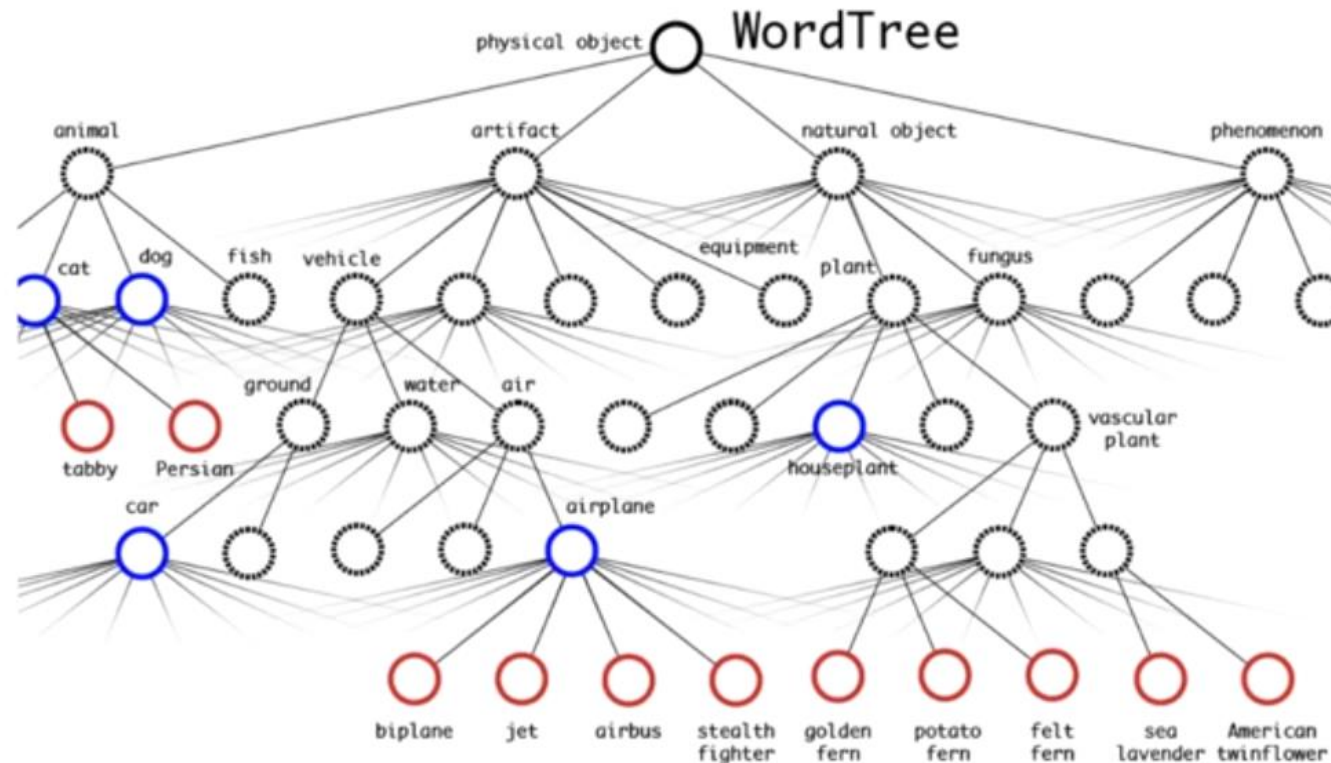 WordTree
physical object
animal
artifact
natural object
phenomenon
cat
dog
fish
vehicle
equipment
plant
fungus
ground
water
air
vascular
plant
tabby
Persian
houseplant
car
airplane
biplane
jet
airbus
stealth
fighter
golden
fern
potato
fern
felt
fern
sea
lavender
American
twinflower